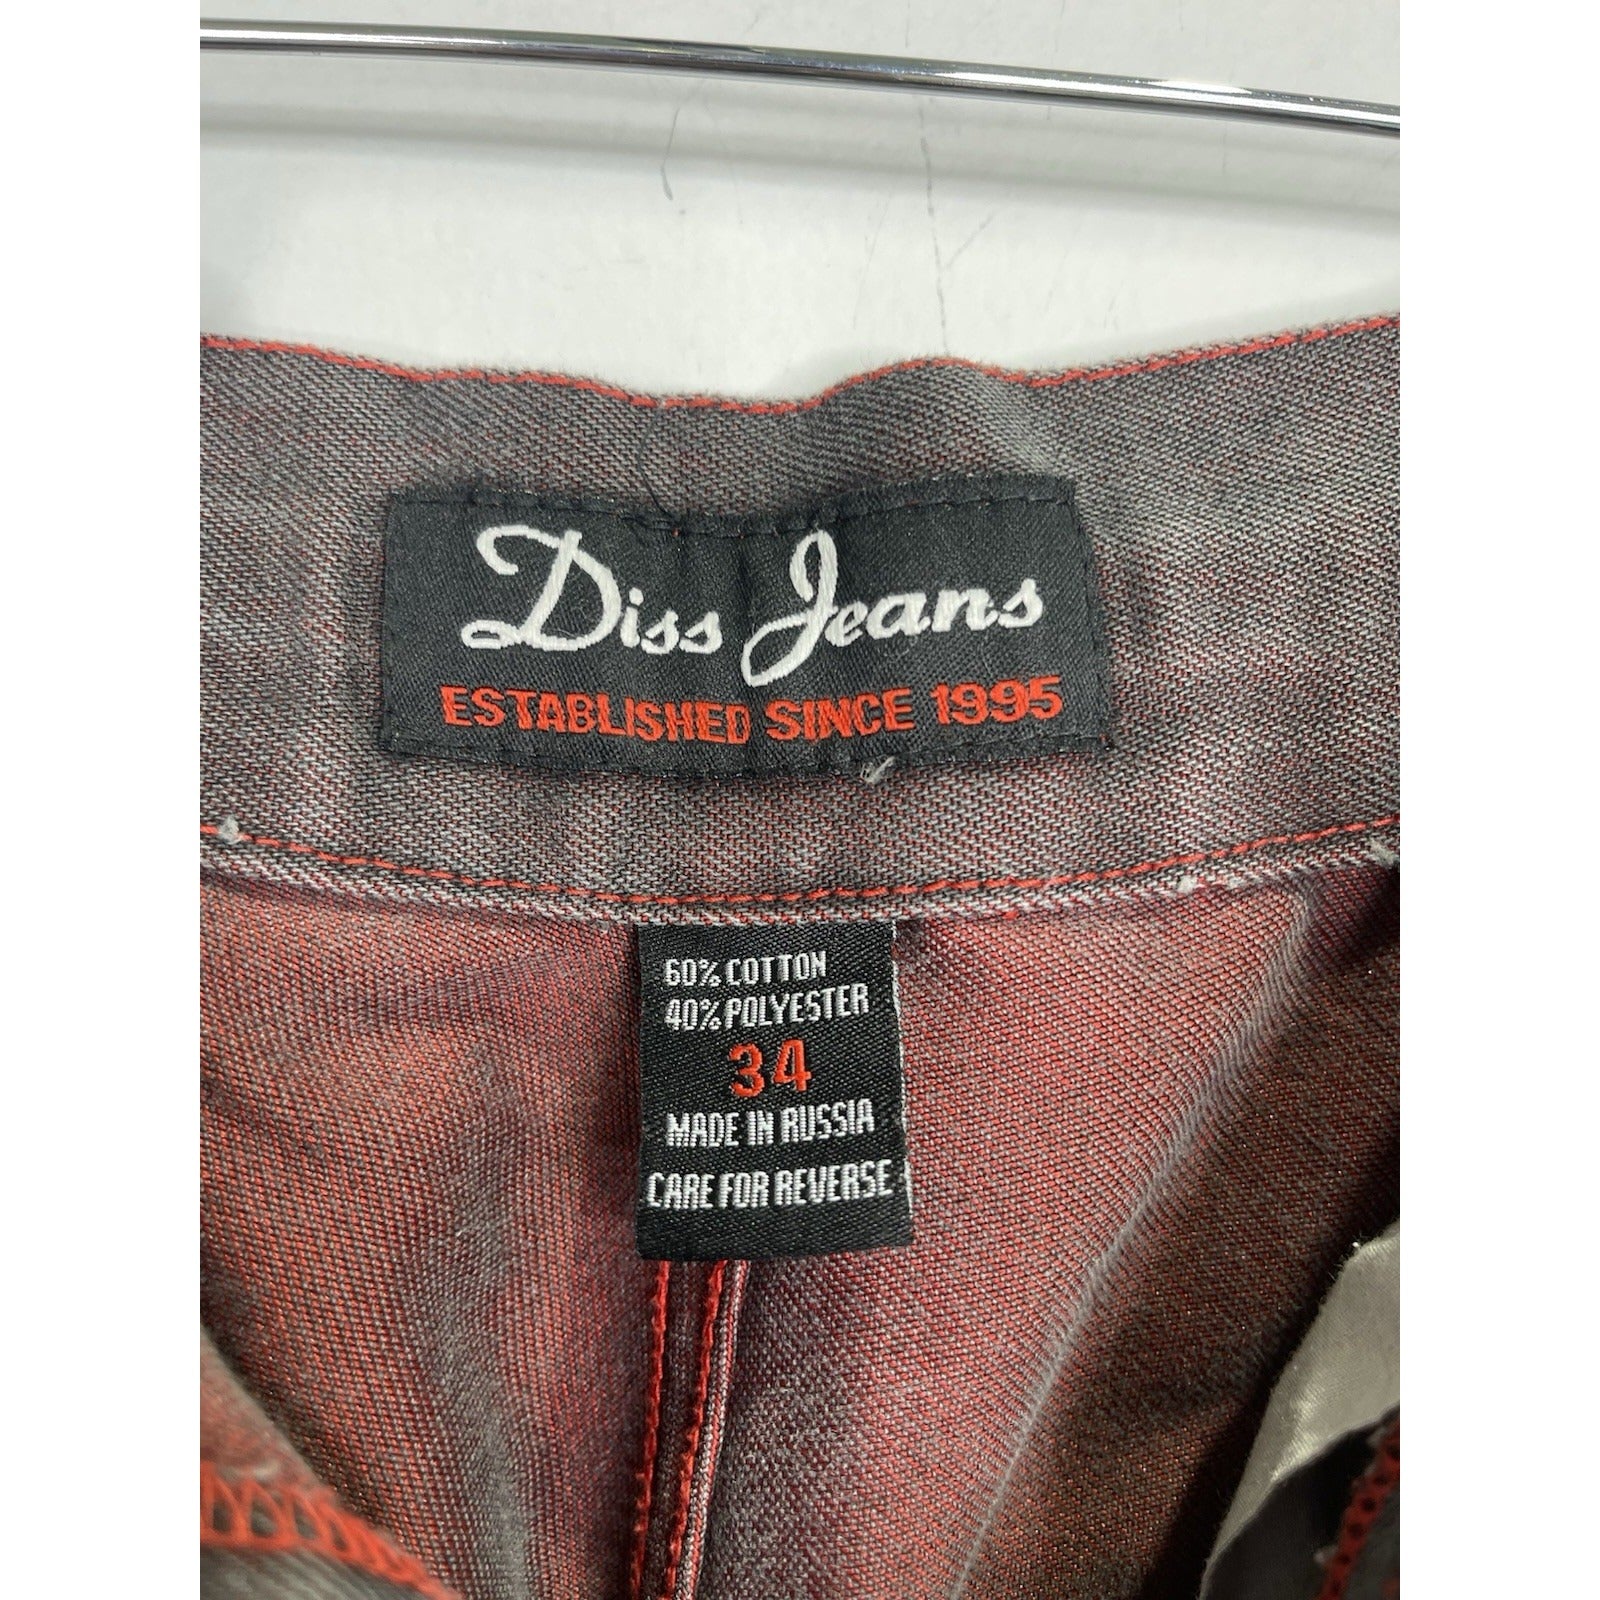 Diss Jeans
ESTABLISHED SINCE 1995
60% COTTON
40% POLYESTER
34
MADE IN RUSSIA
CARE FOR REVERSE